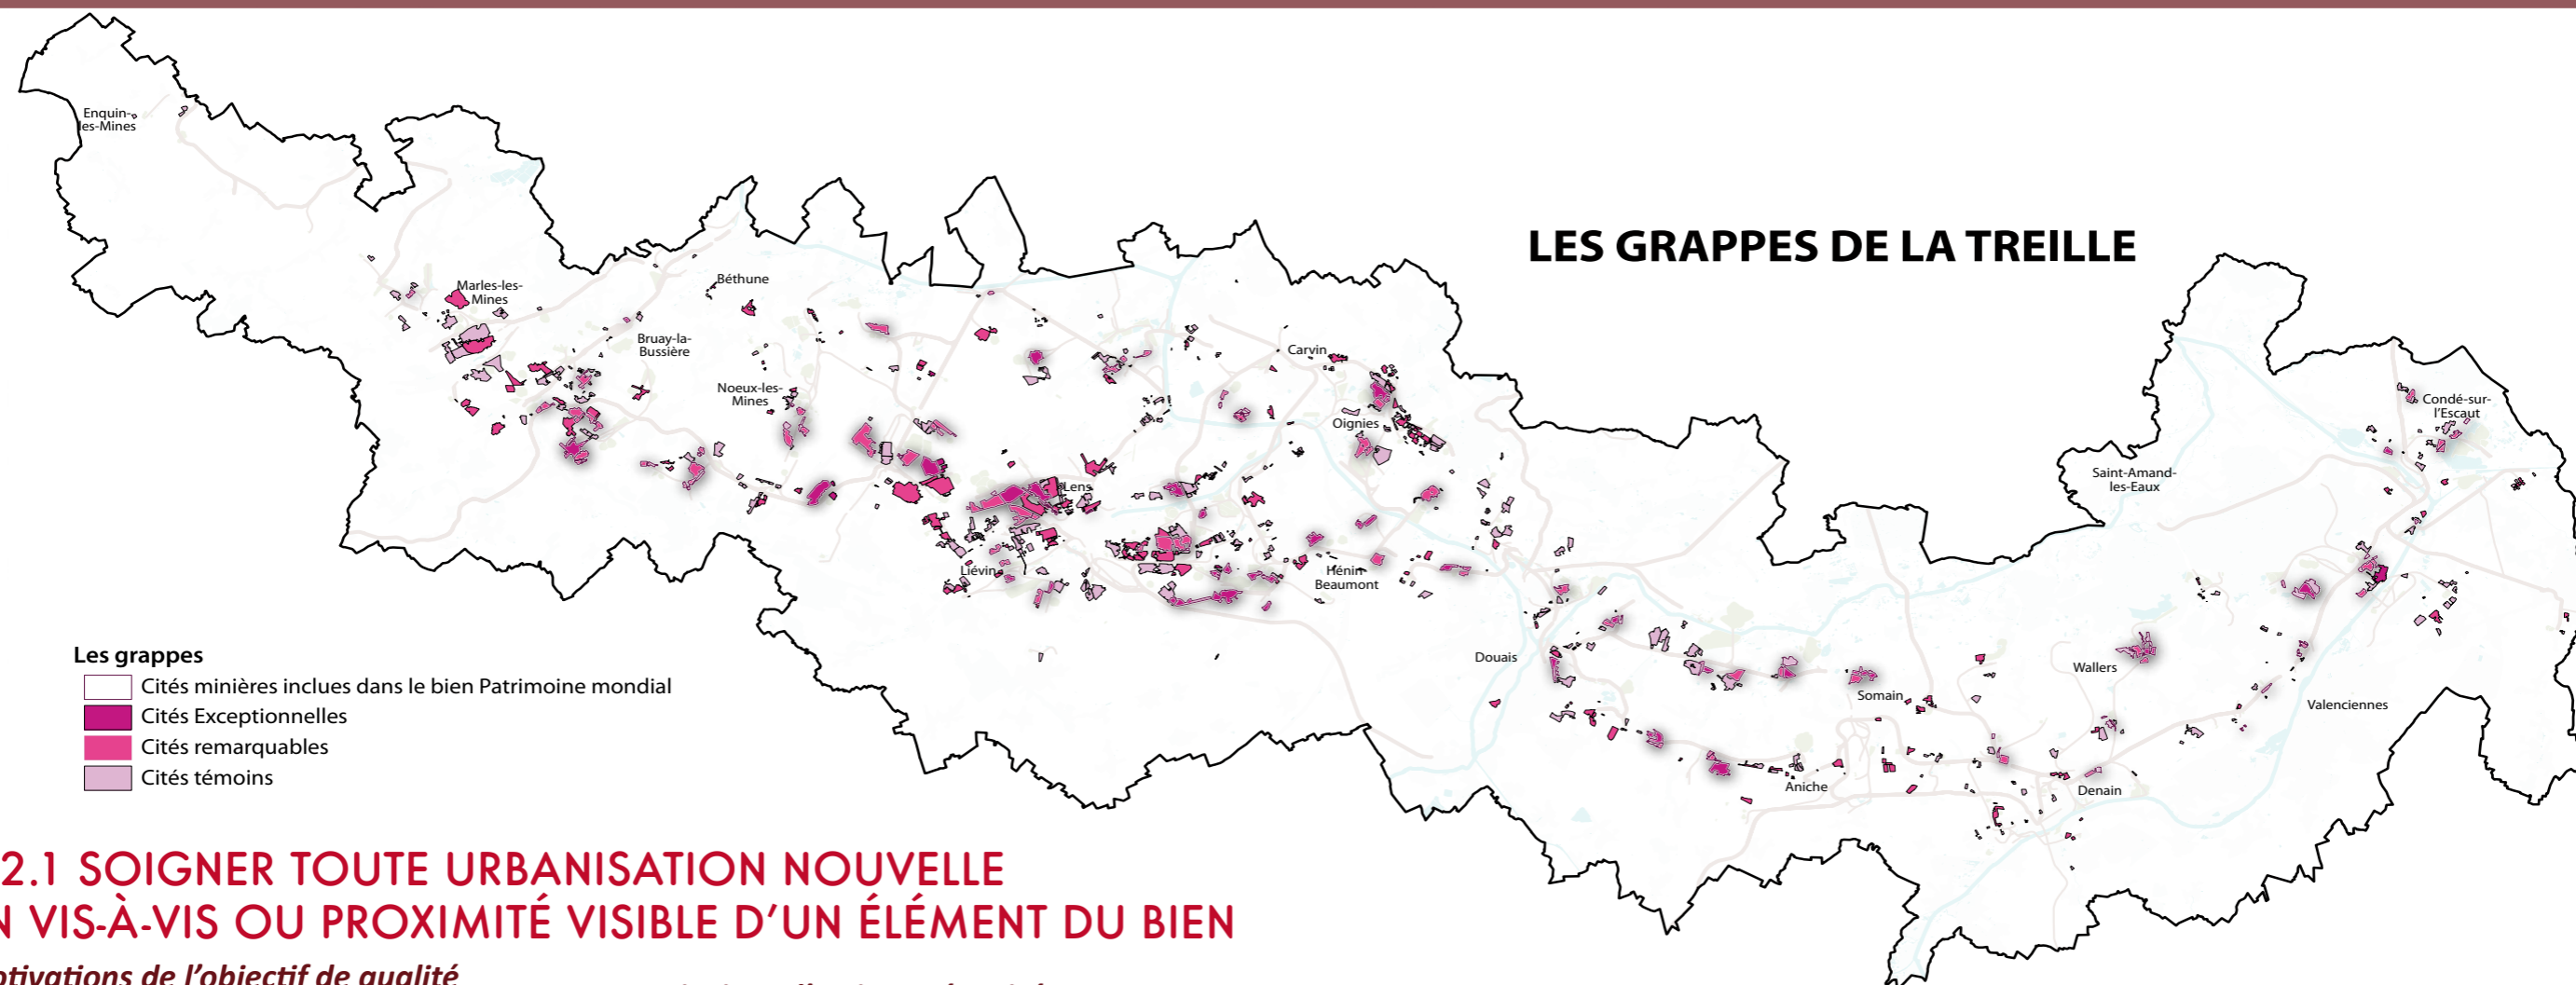 LES GRAPPES DE LA TREILLE
Enquin-
les-Mines
Marles-les-
Mines
Béthune
Bruay-la-
Bussière
Noeux-les-
Mines
Carvin
Oignies
Lens
Liévin
Hénin
Beaumont
Condé-sur-
l'Escaut
Saint-Amand-
les-Eaux
Douais
Somain
Wallers
Valenciennes
Aniche
Denain
Les grappes
Cités minières inclues dans le bien Patrimoine mondial
Cités Exceptionnelles
Cités remarquables
Cités témoins
2.1 SOIGNER TOUTE URBANISATION NOUVELLE
N VIS-À-VIS OU PROXIMITÉ VISIBLE D'UN ÉLÉMENT DU BIEN
otivations de l'objectif de qualité